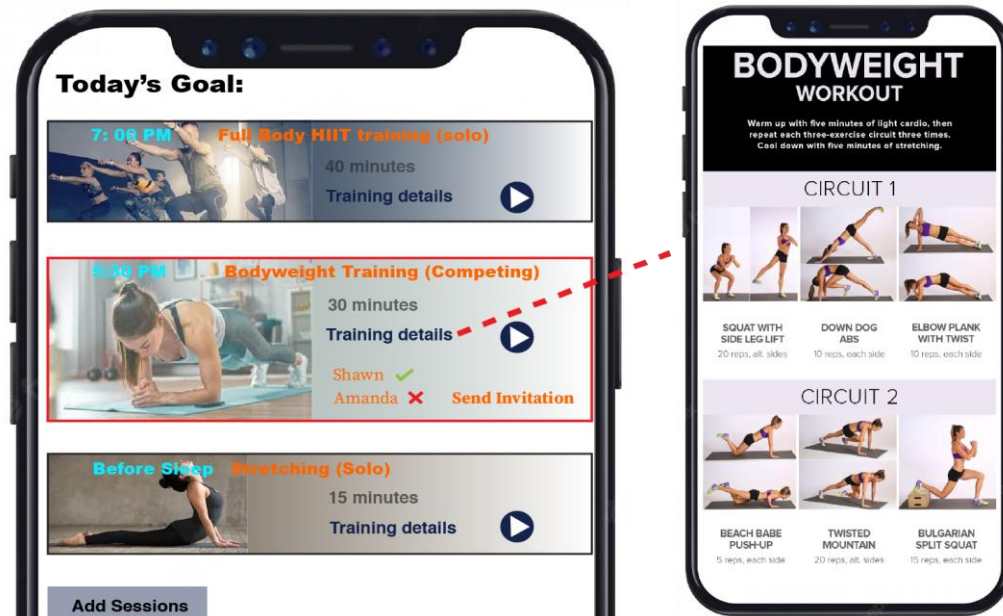 Today's Goal:
7: 00 PM Full Body HIIT training (solo)
40 minutes
Training details
PM Bodyweight Training (Competing)
30 minutes
Training details
Shawn
Amanda Send Invitation
Before Sleep Stretching (Solo)
15 minutes
Training details
Add Sessions
BODYWEIGHT
WORKOUT
Warm up with five minutes of light cardio, then
repeat each three-exercise circuit three times.
Cool down with five minutes of stretching.
CIRCUIT 1
SQUAT WITH
SIDE LEG LIFT
20 reps, alt. sides
DOWN DOG
ABS
10 reps, each side
ELBOW PLANK
WITH TWIST
10 reps, each side
CIRCUIT 2
BEACH BABE
PUSH-UP
5 reps, each side
TWISTED
MOUNTAIN
20 reps, alt. sides
BULGARIAN
SPLIT SQUAT
15 reps, each side